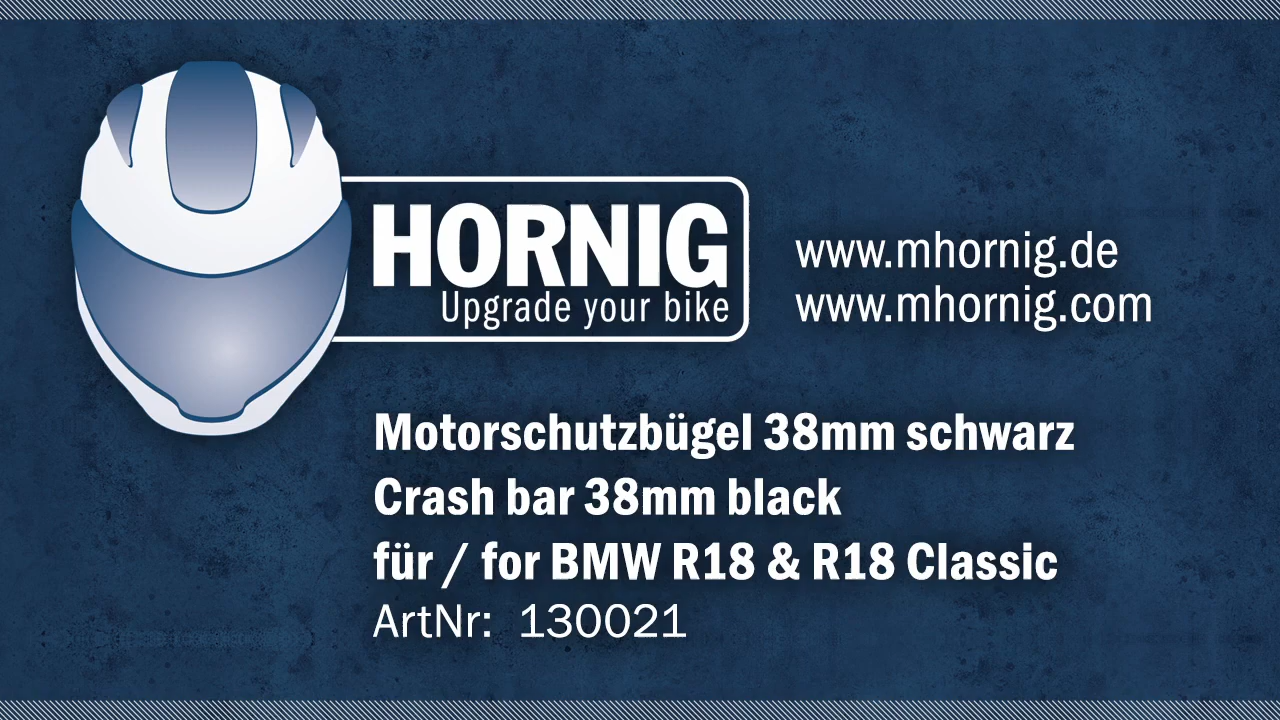 HORNIG
Upgrade your bike
www.mhornig.de
www.mhornig.com
Motorschutzbügel 38mm schwarz
Crash bar 38mm black
für / for BMW R18 & R18 Classic
ArtNr: 130021